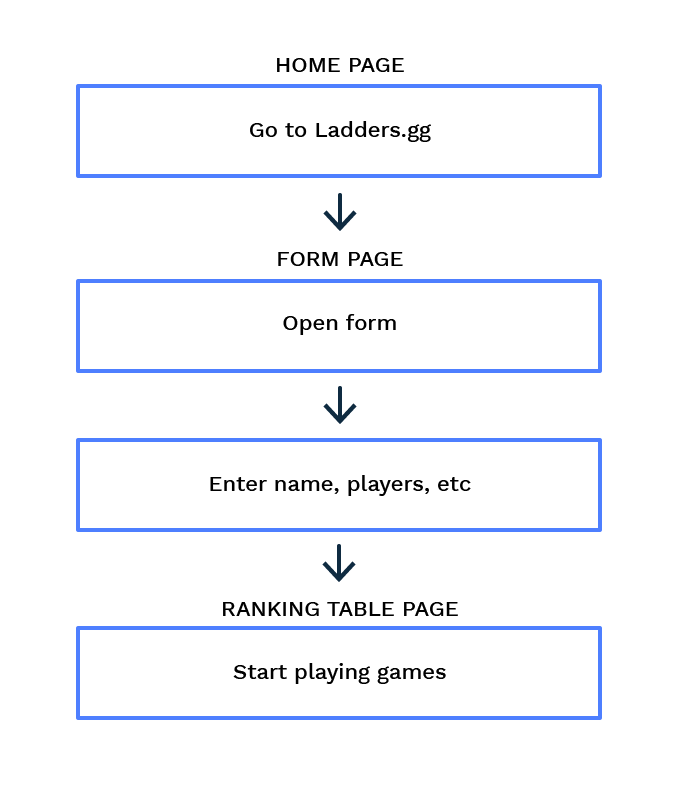 HOME PAGE
Go to Ladders.gg
FORM PAGE
Open form
Enter name, players, etc
RANKING TABLE PAGE
Start playing games